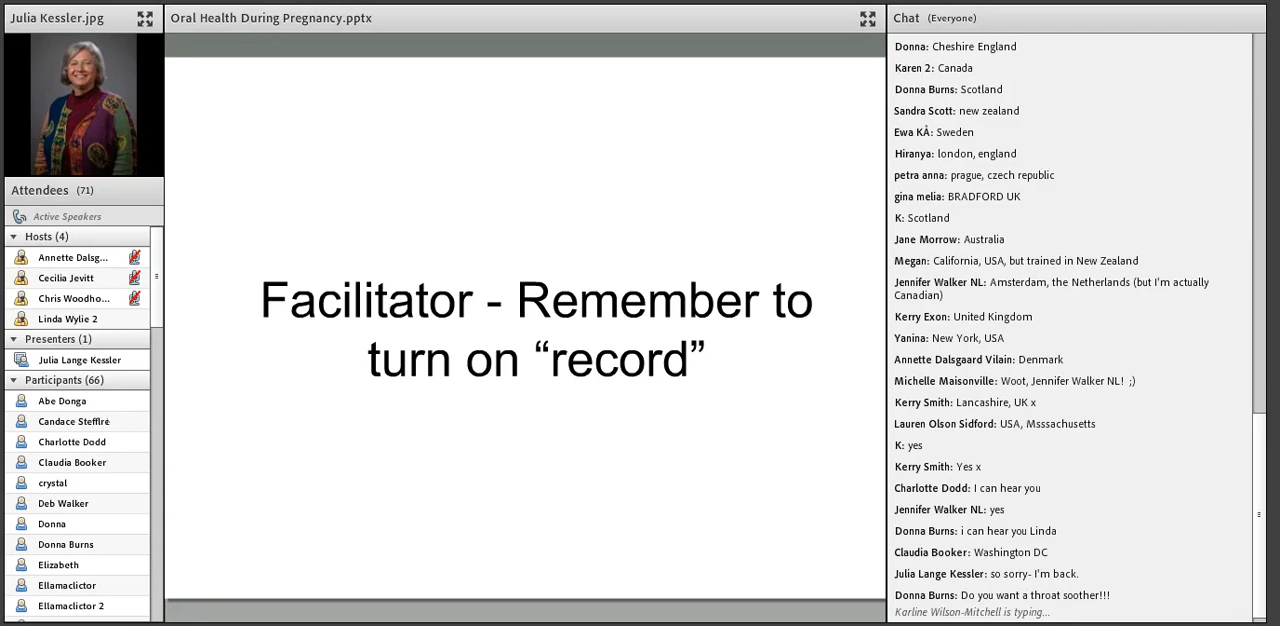 Julia Kessler.jpg
Attendees (71)
Active Speakers
Hosts (4)
Annette Dalsg...
Cecilia Jevitt
Chris Woodho...
Linda Wylie 2
Presenters (1)
Julia Lange Kessler
Participants (66)
Abe Donga
Candace Stefflre
Charlotte Dodd
Claudia Booker
crystal
Deb Walker
Donna
Donna Burns
Elizabeth
Ellamaclictor
Ellamaclictor 2
Oral Health During Pregnancy.pptx
Facilitator - Remember to
turn on “record”
Chat (Everyone)
Donna: Cheshire England
Karen 2: Canada
Donna Burns: Scotland
Sandra Scott: new zealand
Ewa KÅ: Sweden
Hiranya: london, england
petra anna: prague, czech republic
gina melia: BRADFORD UK
K: Scotland
Jane Morrow: Australia
Megan: California, USA, but trained in New Zealand
Jennifer Walker NL: Amsterdam, the Netherlands (but I'm actually
Canadian)
Kerry Exon: United Kingdom
Yanina: New York, USA
Annette Dalsgaard Vilain: Denmark
Michelle Maisonville: Woot, Jennifer Walker NL! ;)
Kerry Smith: Lancashire, UK x
Lauren Olson Sidford: USA, Msssachusetts
K: yes
Kerry Smith: Yes x
Charlotte Dodd: I can hear you
Jennifer Walker NL: yes
Donna Burns: i can hear you Linda
Claudia Booker: Washington DC
Julia Lange Kessler: so sorry- I'm back.
Donna Burns: Do you want a throat soother!!!
Karline Wilson-Mitchell is typing...